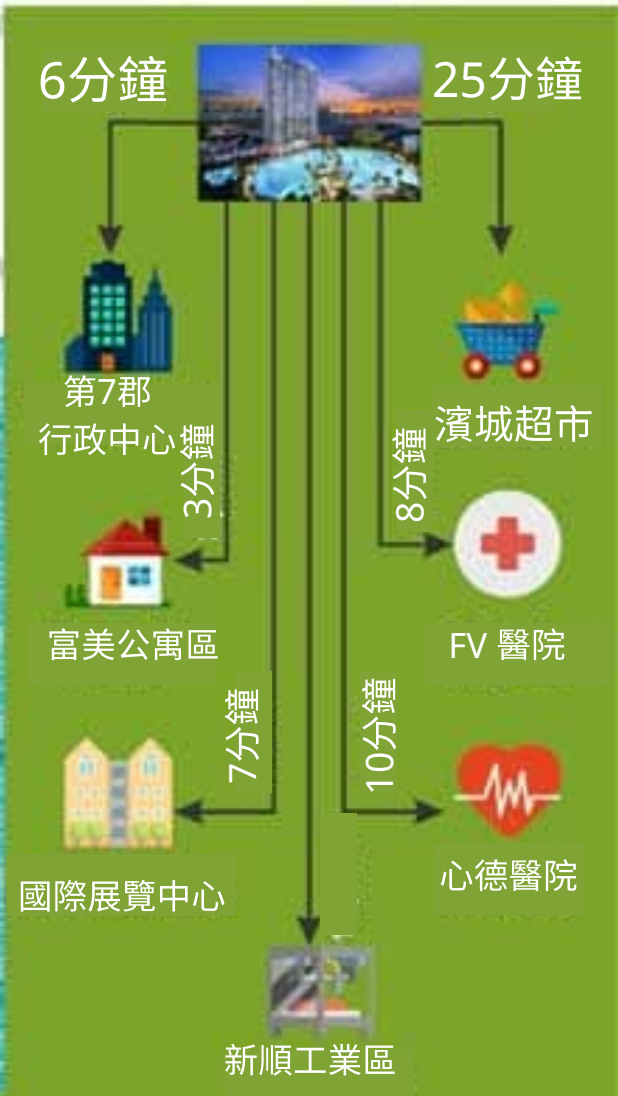 6分鐘
25分鐘
第7郡
行政中心
濱城超市
3分鐘
8分鐘
富美公寓區
FV 醫院
7分鐘
10分鐘
國際展覽中心
心德醫院
新順工業區